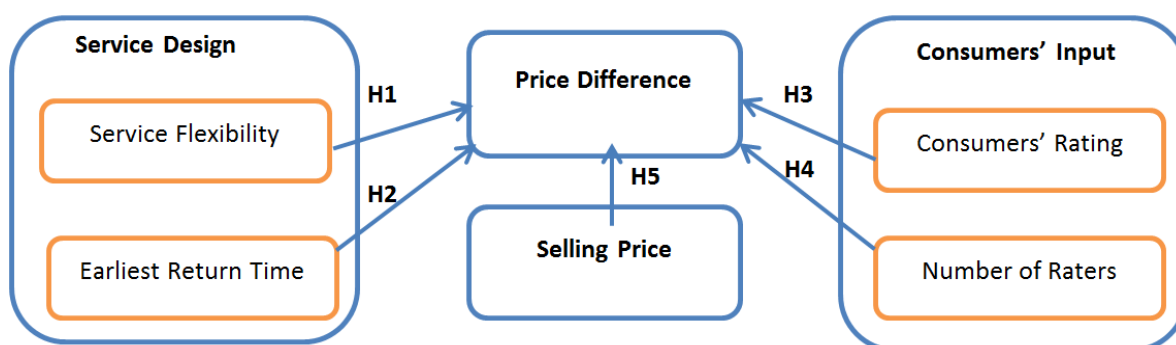 Service Design
Service Flexibility
Earliest Return Time
H1
H2
Price Difference
H5
Selling Price
H3
H4
Consumers’ Input
Consumers’ Rating
Number of Raters